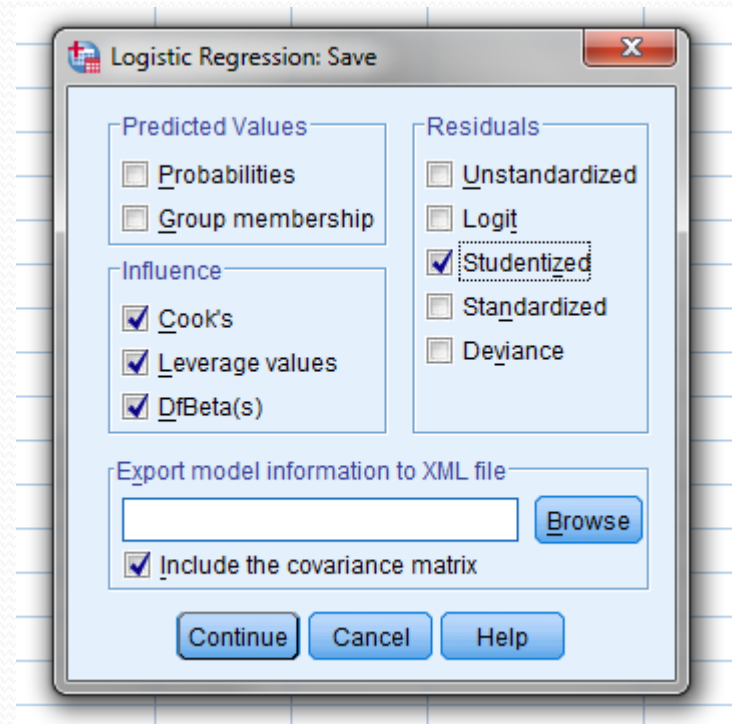 Logistic Regression: Save
Predicted Values
Probabilities
Group membership
Influence
Cook's
Leverage values
DfBeta(s)
Residuals
Unstandardized
Logit
Studentized
Standardized
Deviance
Export model information to XML file
Browse
Include the covariance matrix
Continue Cancel Help